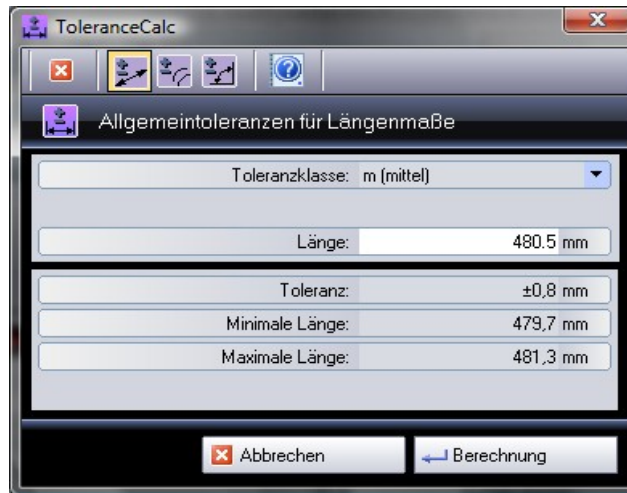 ToleranceCalc
Allgemeintoleranzen für Längenmaße
Toleranzklasse: m (mittel)
Länge: 480.5 mm
Toleranz: ±0,8 mm
Minimale Länge: 479,7 mm
Maximale Länge: 481,3 mm
Abbrechen Berechnung